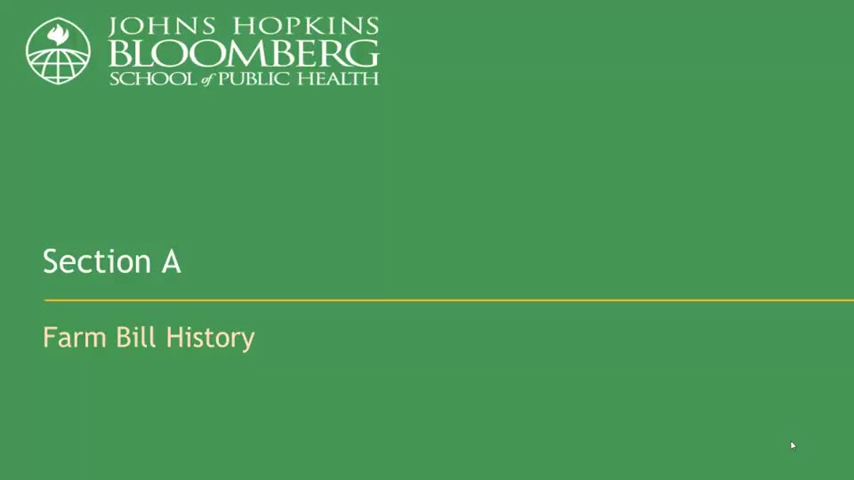 JOHNS HOPKINS
BLOOMBERG
SCHOOL of PUBLIC HEALTH
Section A
Farm Bill History